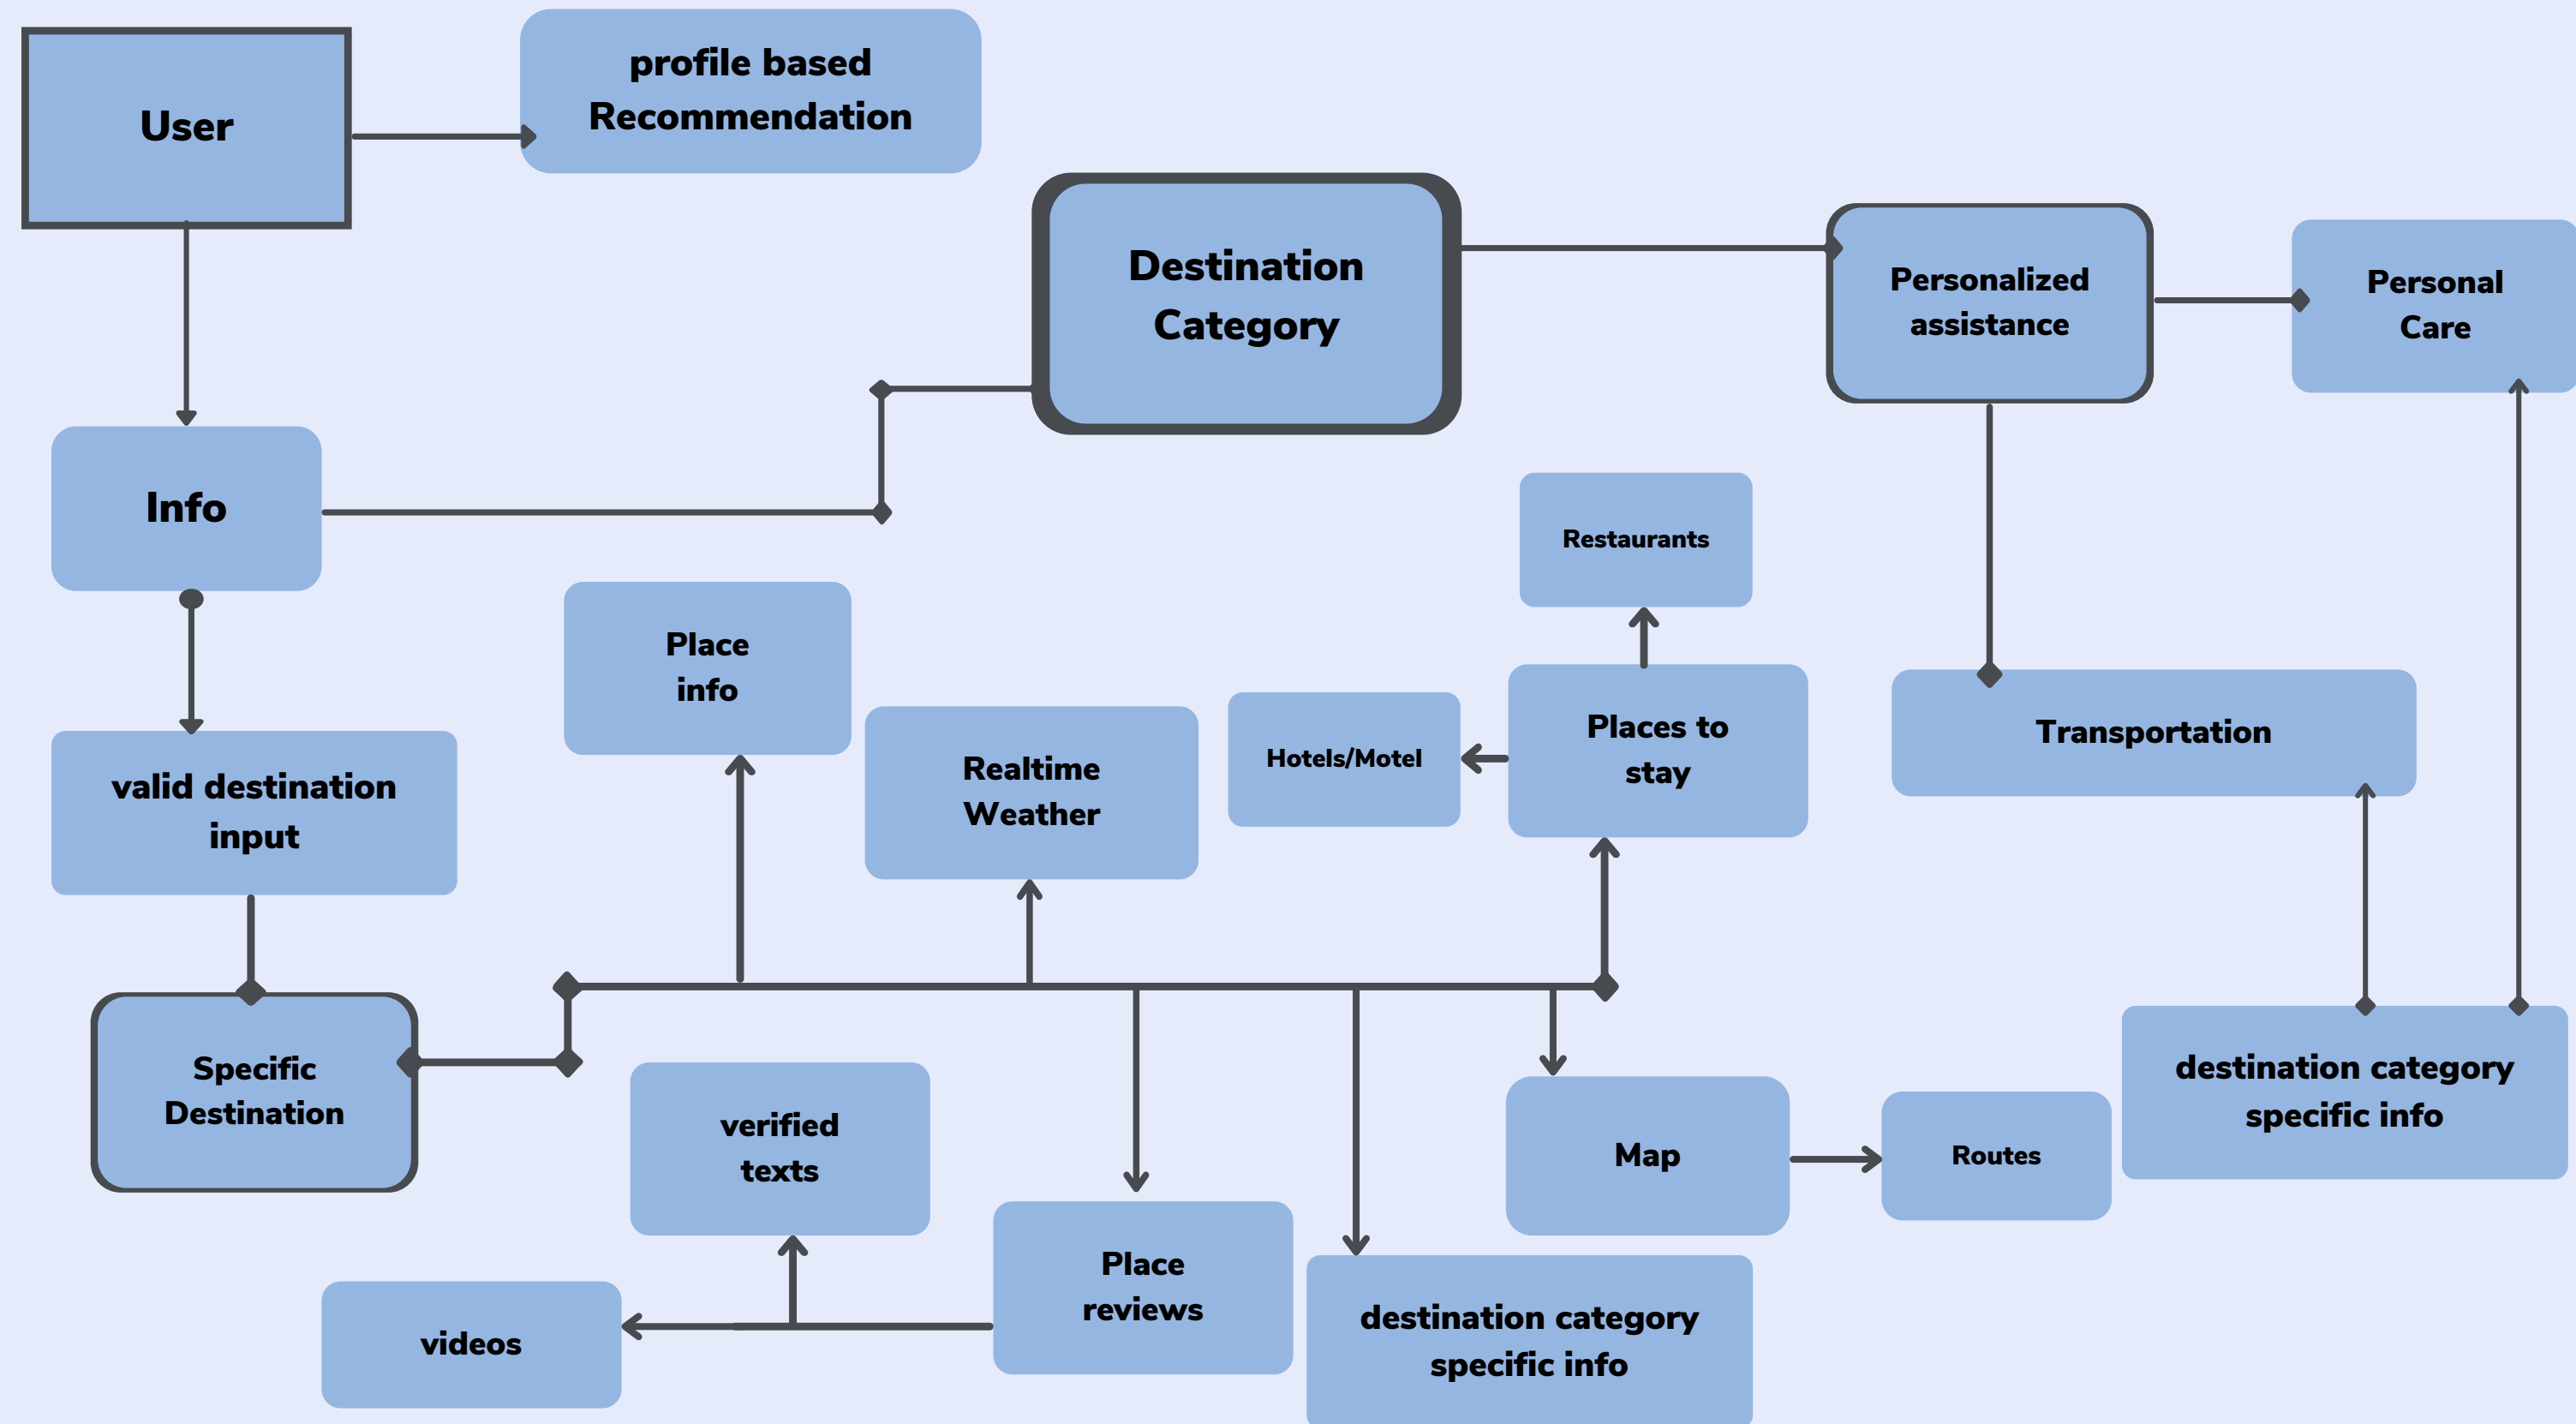 User
profile based
Recommendation
Destination
Category
Personalized
assistance
Personal
Care
Info
Restaurants
Place
info
Realtime
Weather
Hotels/Motel
Places to
stay
Transportation
valid destination
input
Specific
Destination
verified
texts
Map
Routes
destination category
specific info
Place
reviews
videos
destination category
specific info